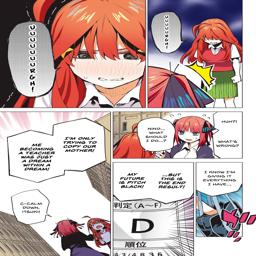 UUUUUUURGH!
UUUUUUUURGH!
HUH?!
WHAT'S
WRONG?
NINO...
WHAT
SHOULD I
DO...?
I KNOW I'M
GIVING IT
EVERYTHING
I HAVE...
...BUT
THIS IS
THE END
RESULT!
MY
FUTURE IS
PITCH
BLACK!
判定 (A~F)
D
順位
I'M ONLY
TRYING TO
COPY OUR
MOTHER!
ME
BECOMING
A TEACHER
WAS JUST
A DREAM
WITHIN A
DREAM!
C-CALM
DOWN,
ITSUKI!